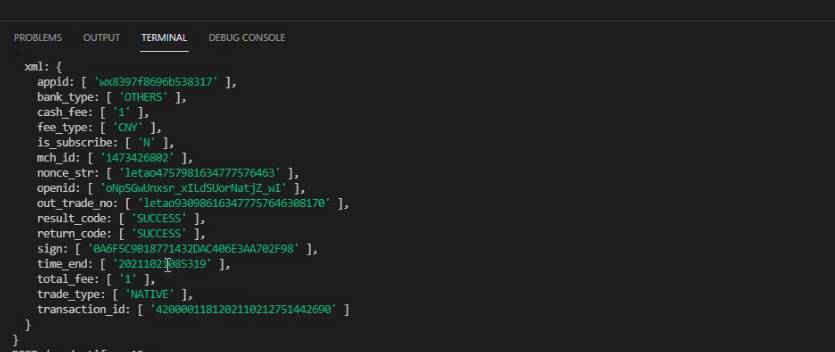 PROBLEMS OUTPUT TERMINAL DEBUG CONSOLE
xml: {
appid: [ 'wx8397f8696b538317' ],
bank_type: [ 'OTHERS' ],
cash_fee: [ '1' ],
fee_type: [ 'CNY' ],
is_subscribe: [ 'N' ],
mch_id: [ '1473426802' ],
nonce_str: [ 'letao4757981634777576463' ],
openid: [ 'oNpSGwUnxsr_xILdSUorNatjZ_wI' ],
out_trade_no: [ 'letao930986163477757646308170' ],
result_code: [ 'SUCCESS' ],
return_code: [ 'SUCCESS' ],
sign: [ '0A6F5C9B18771432DAC406E3AA702F98' ],
time_end: [ '20211021085319' ],
total_fee: [ '1' ],
trade_type: [ 'NATIVE' ],
transaction_id: [ '4200001181202110212751442690' ]
}
}